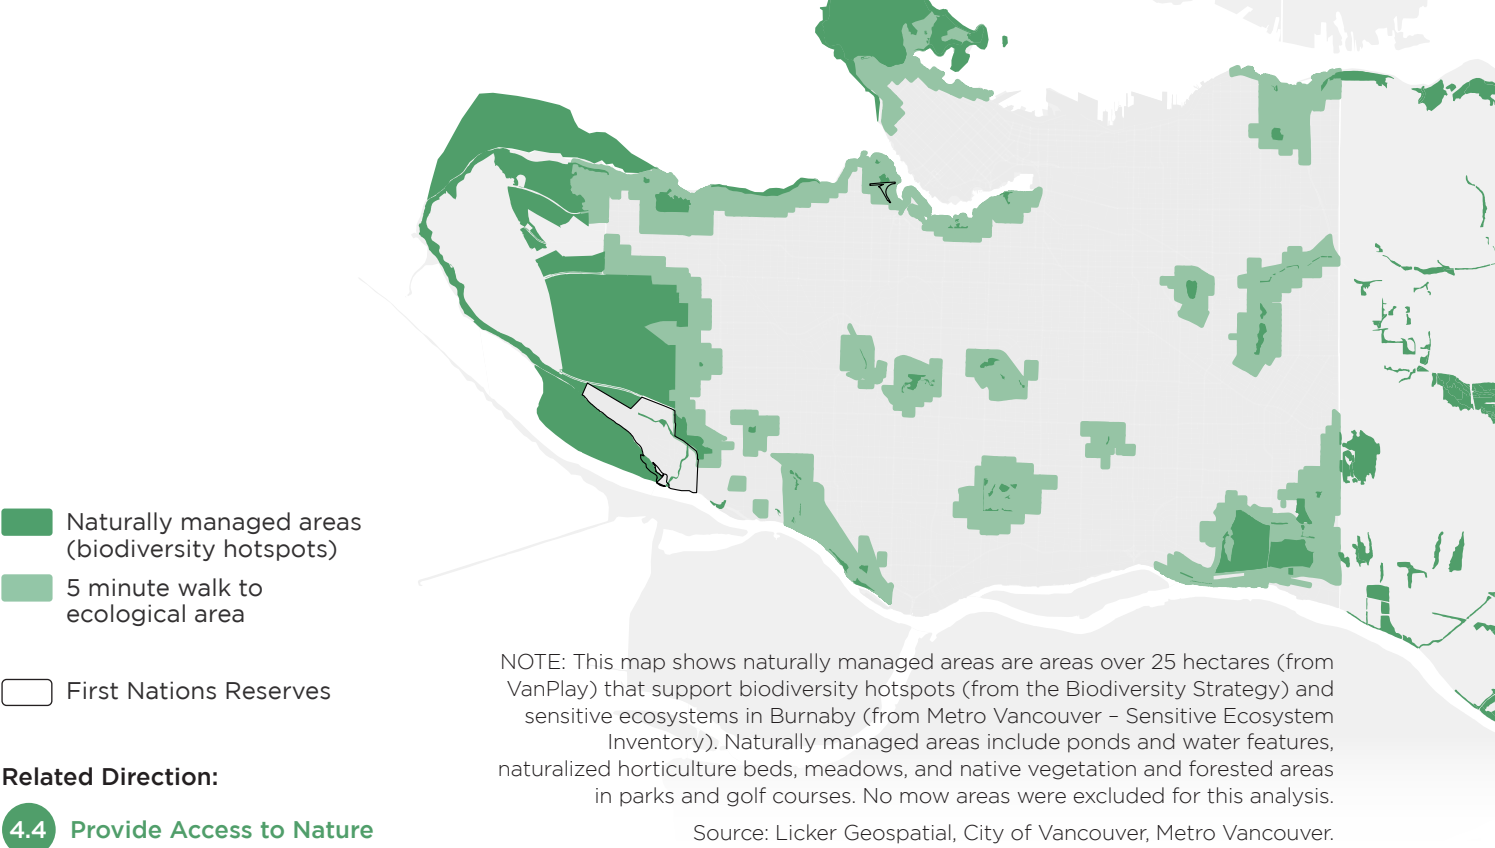 Naturally managed areas
(biodiversity hotspots)
5 minute walk to
ecological area
First Nations Reserves
Related Direction:
4.4 Provide Access to Nature
NOTE: This map shows naturally managed areas are areas over 25 hectares (from
VanPlay) that support biodiversity hotspots (from the Biodiversity Strategy) and
sensitive ecosystems in Burnaby (from Metro Vancouver – Sensitive Ecosystem
Inventory). Naturally managed areas include ponds and water features,
naturalized horticulture beds, meadows, and native vegetation and forested areas
in parks and golf courses. No mow areas were excluded for this analysis.
Source: Licker Geospatial, City of Vancouver, Metro Vancouver.